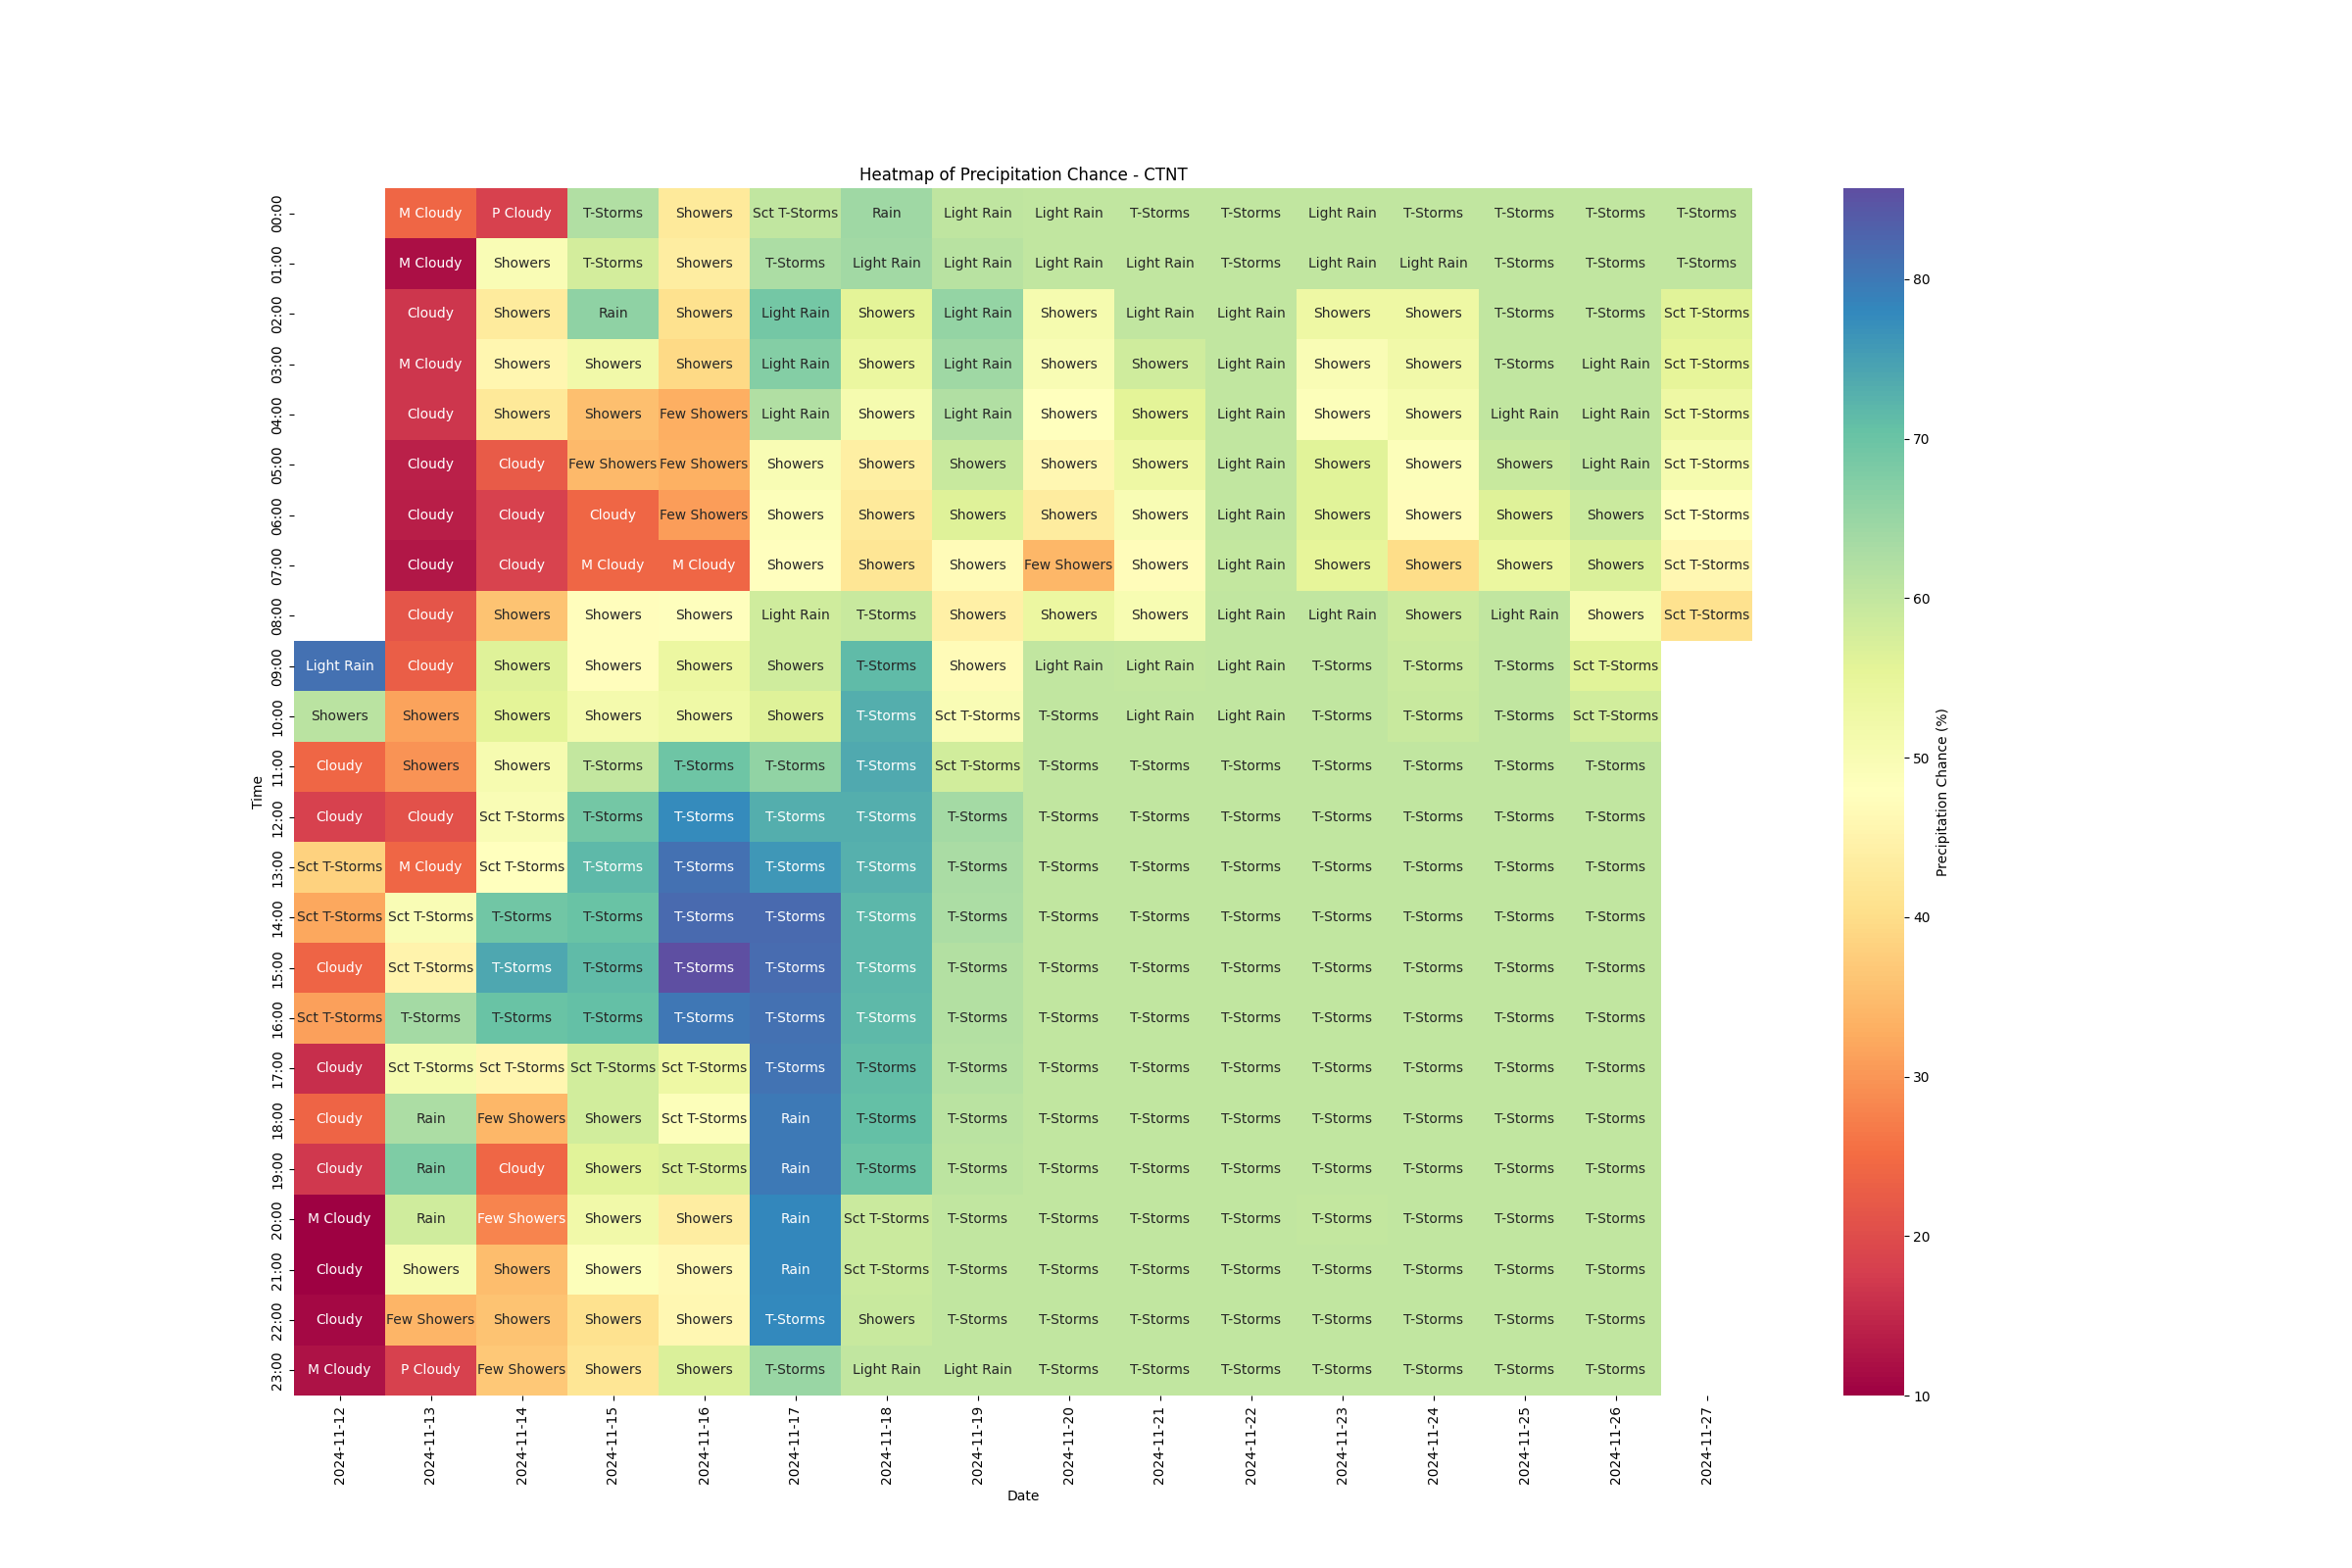 Heatmap of Precipitation Chance - CTNT
00:00 M Cloudy P Cloudy T-Storms Showers Sct T-Storms Rain Light Rain Light Rain T-Storms T-Storms Light Rain T-Storms T-Storms T-Storms T-Storms
01:00 M Cloudy Showers T-Storms Showers T-Storms Light Rain Light Rain Light Rain Light Rain T-Storms Light Rain Light Rain T-Storms T-Storms T-Storms
02:00 Cloudy Showers Rain Showers Light Rain Showers Light Rain Showers Light Rain Light Rain Showers Showers T-Storms T-Storms Sct T-Storms
03:00 M Cloudy Showers Showers Showers Light Rain Showers Light Rain Showers Showers Light Rain Showers Showers T-Storms Light Rain Sct T-Storms
04:00 Cloudy Showers Showers Few Showers Light Rain Showers Light Rain Showers Showers Light Rain Showers Showers Light Rain Light Rain Sct T-Storms
05:00 Cloudy Cloudy Few Showers Few Showers Showers Showers Showers Showers Showers Light Rain Showers Showers Showers Light Rain Sct T-Storms
06:00 Cloudy Cloudy Cloudy Few Showers Showers Showers Showers Showers Showers Light Rain Showers Showers Showers Showers Sct T-Storms
07:00 Cloudy Cloudy M Cloudy M Cloudy Showers Showers Showers Few Showers Showers Light Rain Showers Showers Showers Showers Sct T-Storms
08:00 Cloudy Showers Showers Showers Light Rain T-Storms Showers Showers Showers Light Rain Light Rain Showers Light Rain Showers Sct T-Storms
09:00 Light Rain Cloudy Showers Showers Showers Showers T-Storms Showers Light Rain Light Rain Light Rain T-Storms T-Storms T-Storms Sct T-Storms
10:00 Showers Showers Showers Showers Showers Showers T-Storms Sct T-Storms T-Storms Light Rain Light Rain T-Storms T-Storms T-Storms Sct T-Storms
11:00 Cloudy Showers Showers T-Storms T-Storms T-Storms T-Storms Sct T-Storms T-Storms T-Storms T-Storms T-Storms T-Storms T-Storms T-Storms
12:00 Cloudy Cloudy Sct T-Storms T-Storms T-Storms T-Storms T-Storms T-Storms T-Storms T-Storms T-Storms T-Storms T-Storms T-Storms T-Storms
13:00 Sct T-Storms M Cloudy Sct T-Storms T-Storms T-Storms T-Storms T-Storms T-Storms T-Storms T-Storms T-Storms T-Storms T-Storms T-Storms T-Storms
14:00 Sct T-Storms Sct T-Storms T-Storms T-Storms T-Storms T-Storms T-Storms T-Storms T-Storms T-Storms T-Storms T-Storms T-Storms T-Storms T-Storms
15:00 Cloudy Sct T-Storms T-Storms T-Storms T-Storms T-Storms T-Storms T-Storms T-Storms T-Storms T-Storms T-Storms T-Storms T-Storms T-Storms
16:00 Sct T-Storms T-Storms T-Storms T-Storms T-Storms T-Storms T-Storms T-Storms T-Storms T-Storms T-Storms T-Storms T-Storms T-Storms T-Storms
17:00 Cloudy Sct T-Storms Sct T-Storms Sct T-Storms Sct T-Storms T-Storms T-Storms T-Storms T-Storms T-Storms T-Storms T-Storms T-Storms T-Storms T-Storms
18:00 Cloudy Rain Few Showers Showers Sct T-Storms Rain T-Storms T-Storms T-Storms T-Storms T-Storms T-Storms T-Storms T-Storms T-Storms
19:00 Cloudy Rain Cloudy Showers Sct T-Storms Rain T-Storms T-Storms T-Storms T-Storms T-Storms T-Storms T-Storms T-Storms T-Storms
20:00 M Cloudy Rain Few Showers Showers Showers Rain Sct T-Storms T-Storms T-Storms T-Storms T-Storms T-Storms T-Storms T-Storms T-Storms
21:00 Cloudy Showers Showers Showers Showers Rain Sct T-Storms T-Storms T-Storms T-Storms T-Storms T-Storms T-Storms T-Storms T-Storms
22:00 Cloudy Few Showers Showers Showers Showers T-Storms Showers T-Storms T-Storms T-Storms T-Storms T-Storms T-Storms T-Storms T-Storms
23:00 M Cloudy P Cloudy Few Showers Showers Showers T-Storms Light Rain Light Rain T-Storms T-Storms T-Storms T-Storms T-Storms T-Storms T-Storms
Time
2024-11-12 2024-11-13 2024-11-14 2024-11-15 2024-11-16 2024-11-17 2024-11-18 2024-11-19 2024-11-20 2024-11-21 2024-11-22 2024-11-23 2024-11-24 2024-11-25 2024-11-26 2024-11-27
Date
80
70
60
50
40
30
20
10
Precipitation Chance (%)